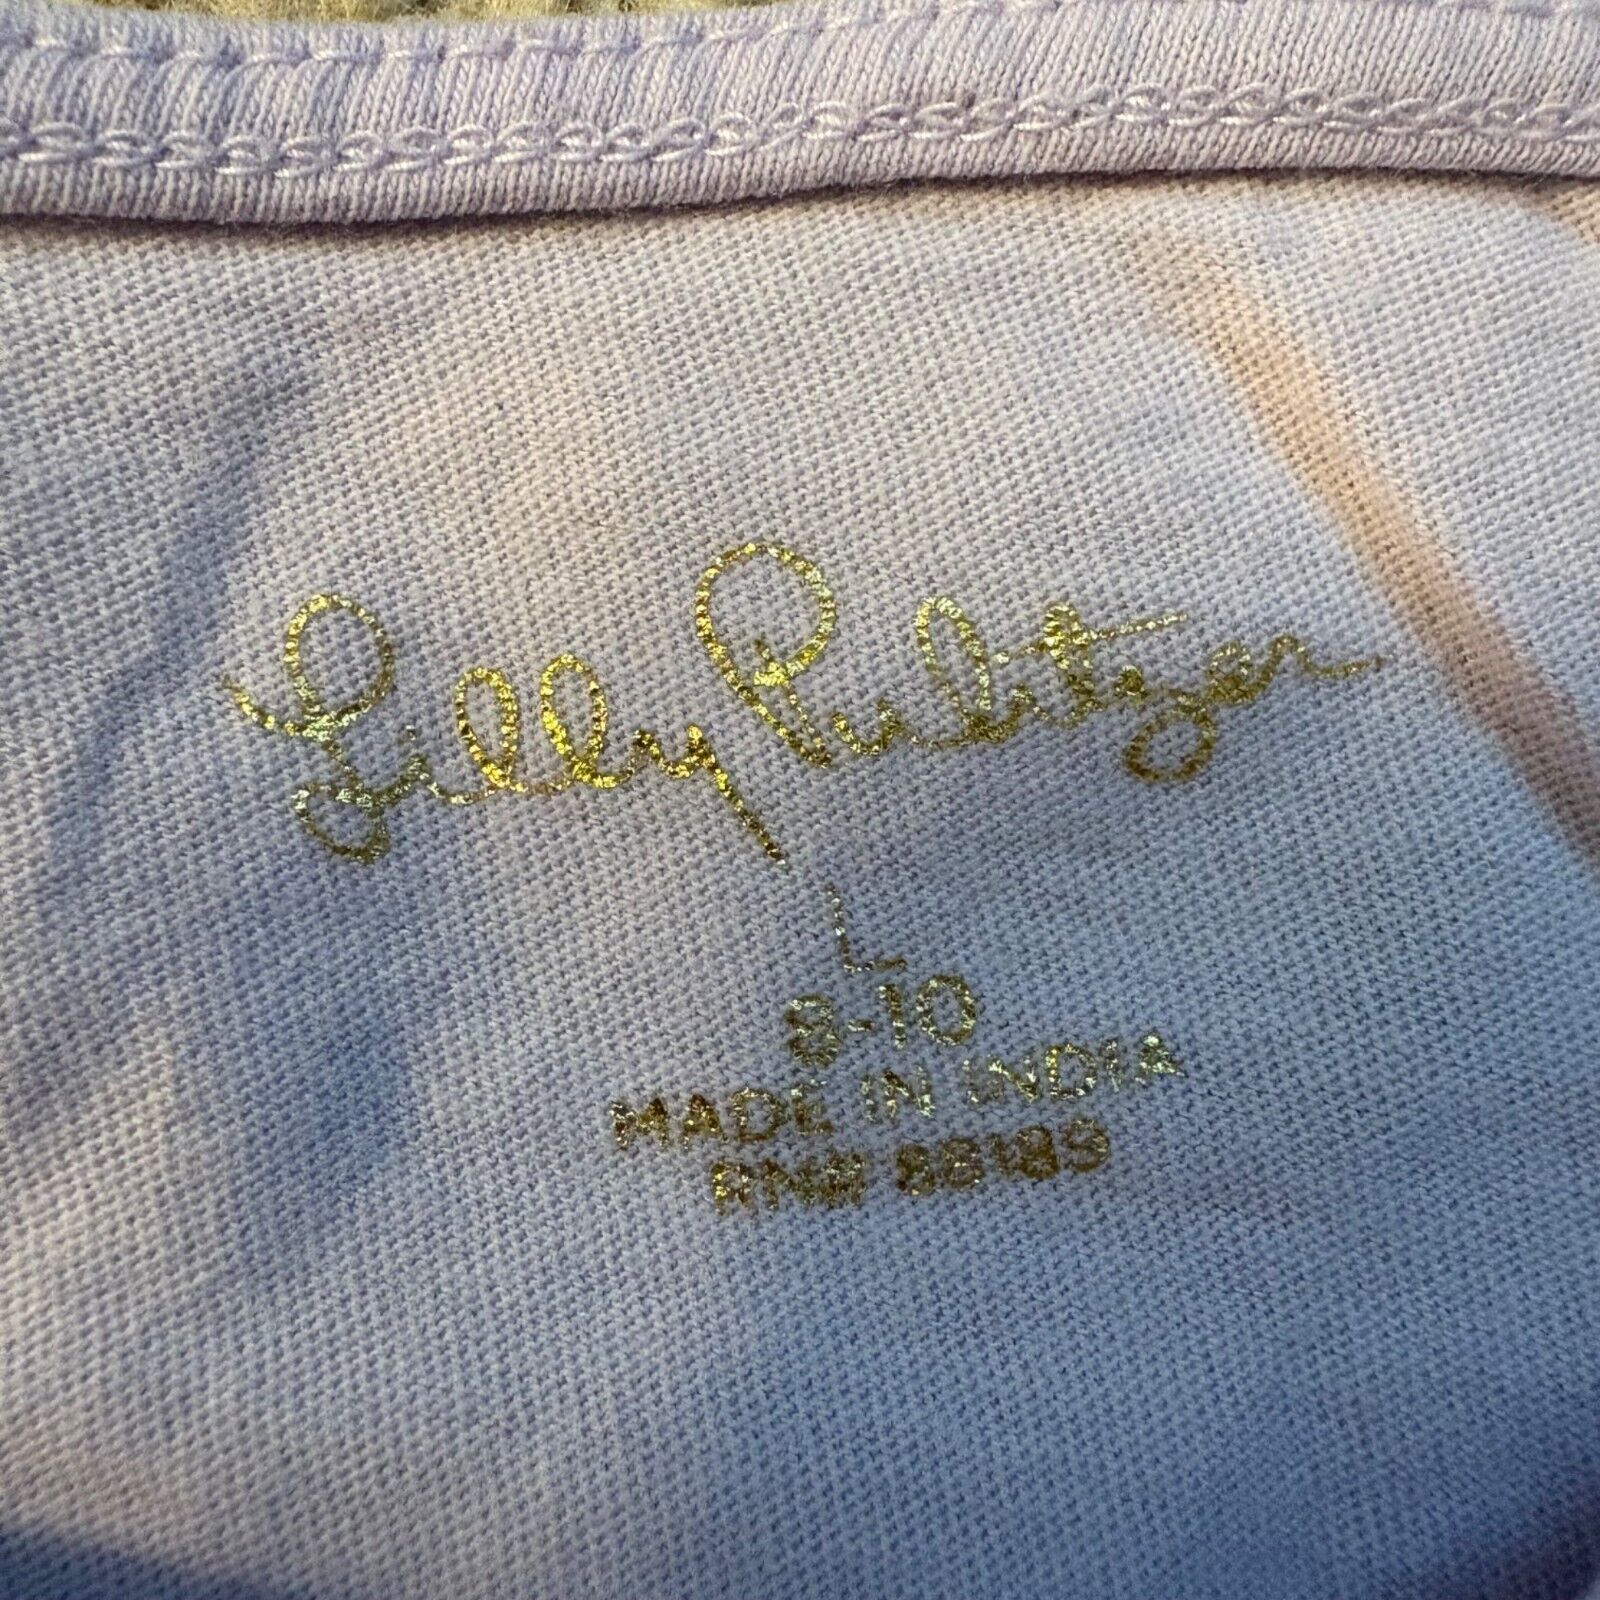 Lilly Pulitzer
L
8-10
MADE IN INDIA
RN# 88189